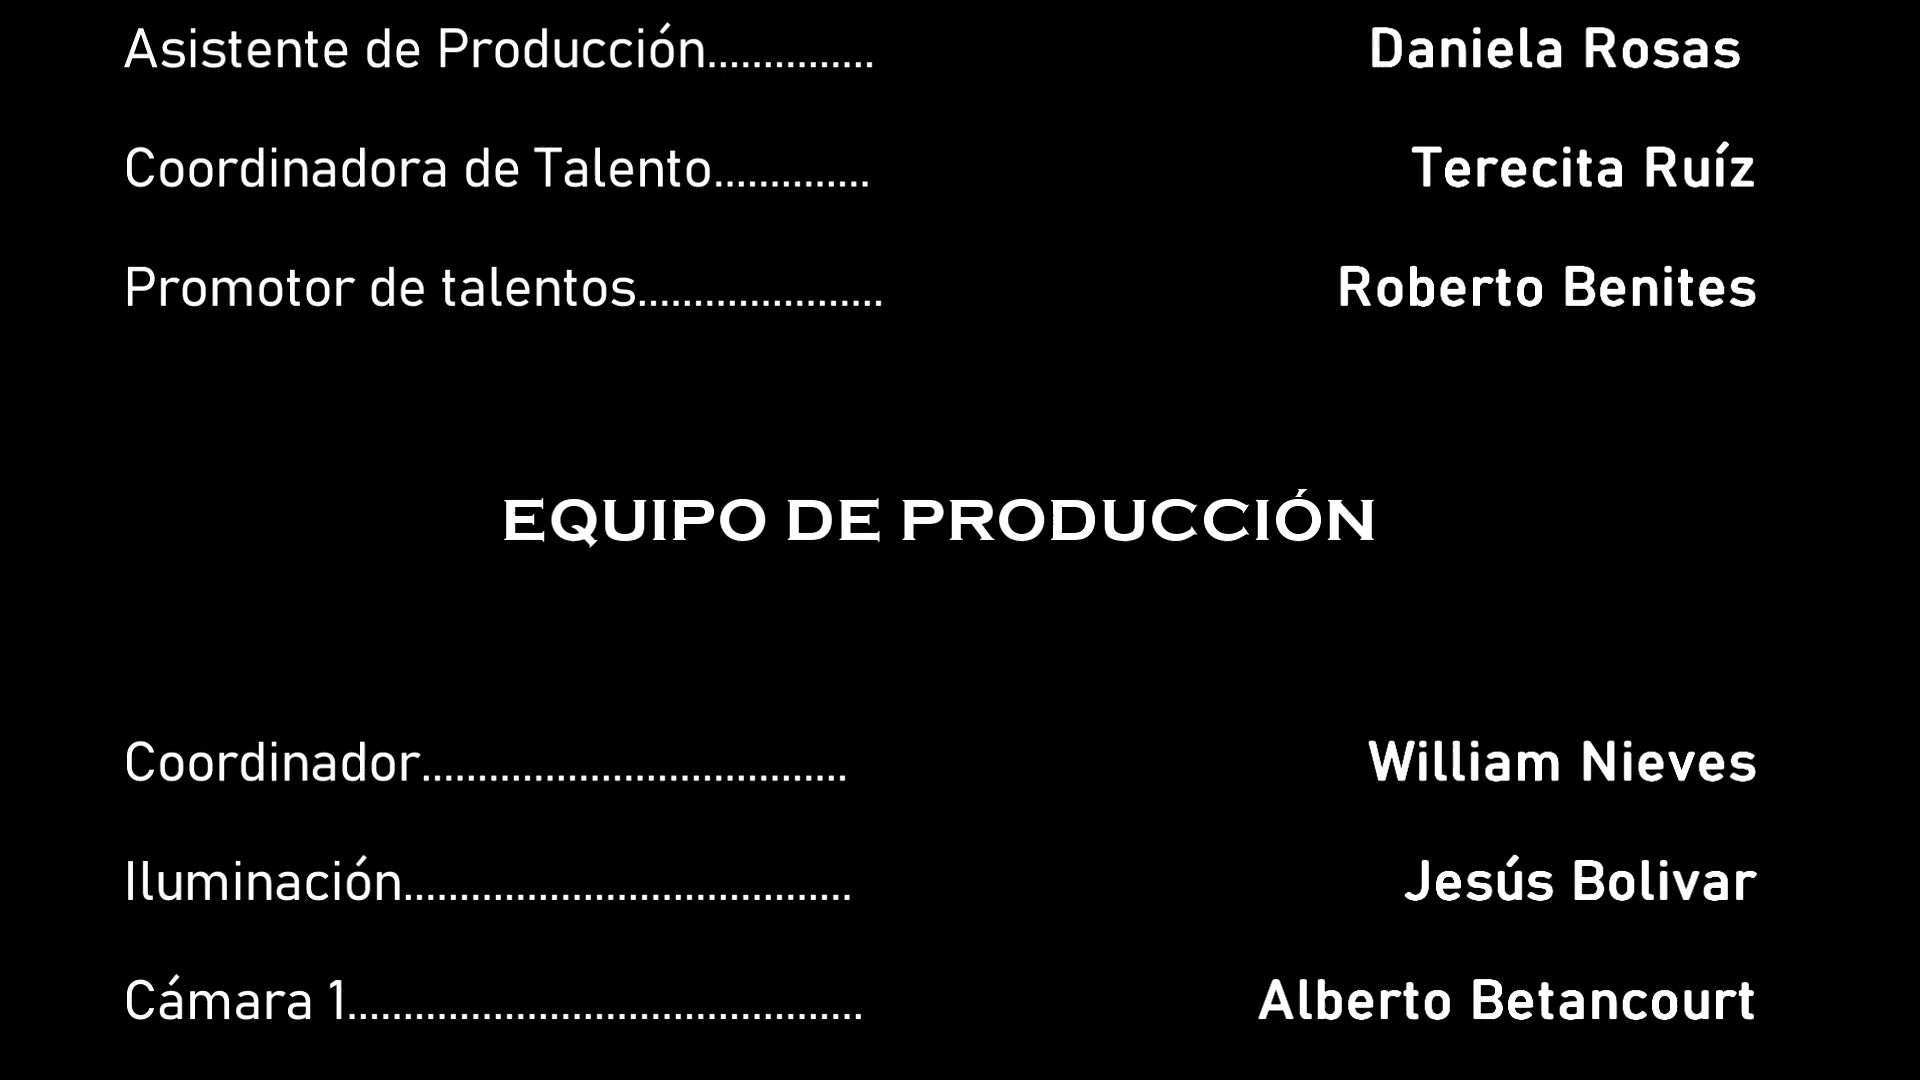 Asistente de Producción............... Daniela Rosas
Coordinadora de Talento.............. Terecita Ruíz
Promotor de talentos...................... Roberto Benites
EQUIPO DE PRODUCCIÓN
Coordinador...................................... William Nieves
Iluminación........................................ Jesús Bolivar
Cámara 1.............................................. Alberto Betancourt